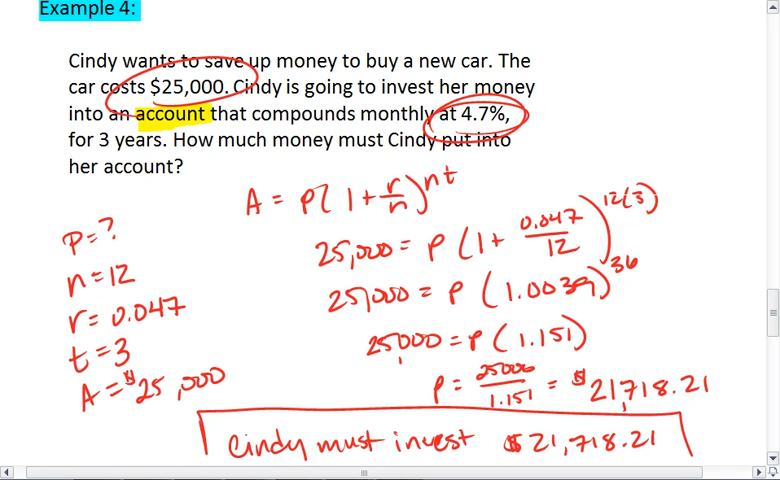 Example 4:
Cindy wants to save up money to buy a new car. The
car costs $25,000. Cindy is going to invest her money
into an account that compounds monthly at 4.7%,
for 3 years. How much money must Cindy put into
her account?
A = P(1+r/n)^nt
P=?
n=12
r=0.047
t=3
A=$25,000
25,000 = P(1+0.047/12)^12(3)
25,000 = P(1.0039)^36
25,000 = P(1.151)
P = 25000/1.151 = $21,718.21
Cindy must invest $21,718.21